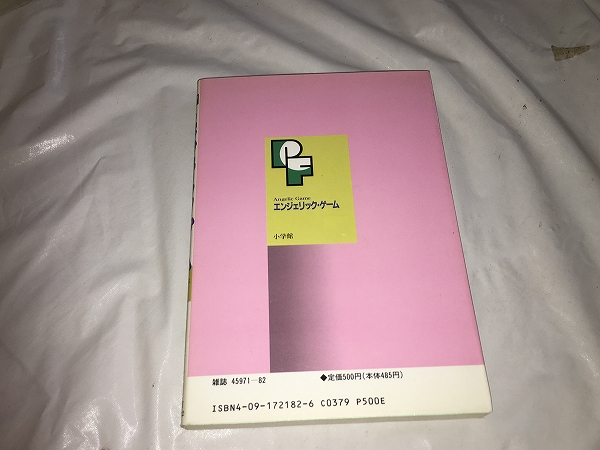 PF
Angelic Game
エンジェリック・ゲーム
小学館
雑誌 45971-82
◆定価500円(本体485円)
ISBN4-09-172182-6 C0379 P500E